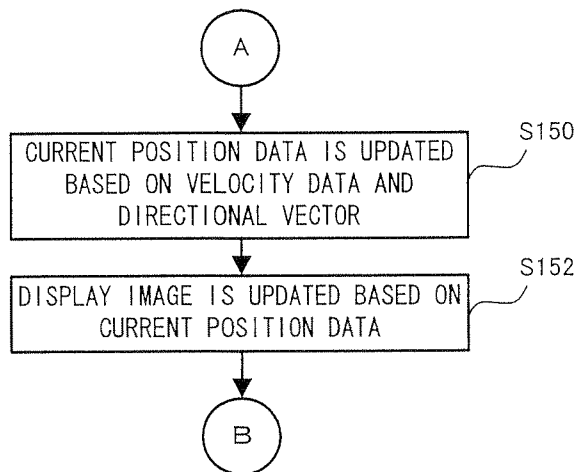 A
CURRENT POSITION DATA IS UPDATED
BASED ON VELOCITY DATA AND
DIRECTIONAL VECTOR
S150
DISPLAY IMAGE IS UPDATED BASED ON
CURRENT POSITION DATA
S152
B